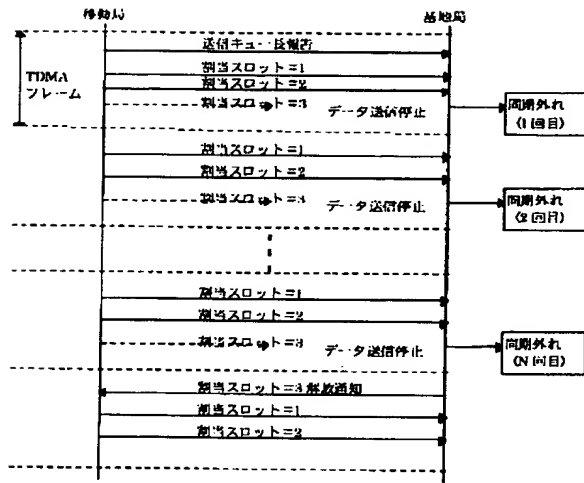 移動局
基地局
送信キュー長報告
TDMA
フレーム
割当スロット=1
割当スロット=2
割当スロット=3
データ送信停止
同期外れ
(1回目)
割当スロット=1
割当スロット=2
割当スロット=3
データ送信停止
同期外れ
(2回目)
割当スロット=1
割当スロット=2
割当スロット=3
データ送信停止
同期外れ
(N回目)
割当スロット=3解放通知
割当スロット=1
割当スロット=2